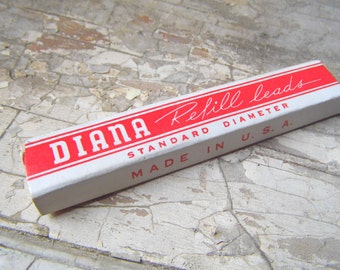 DIANA Refill leads
STANDARD DIAMETER
MADE IN U.S.A.